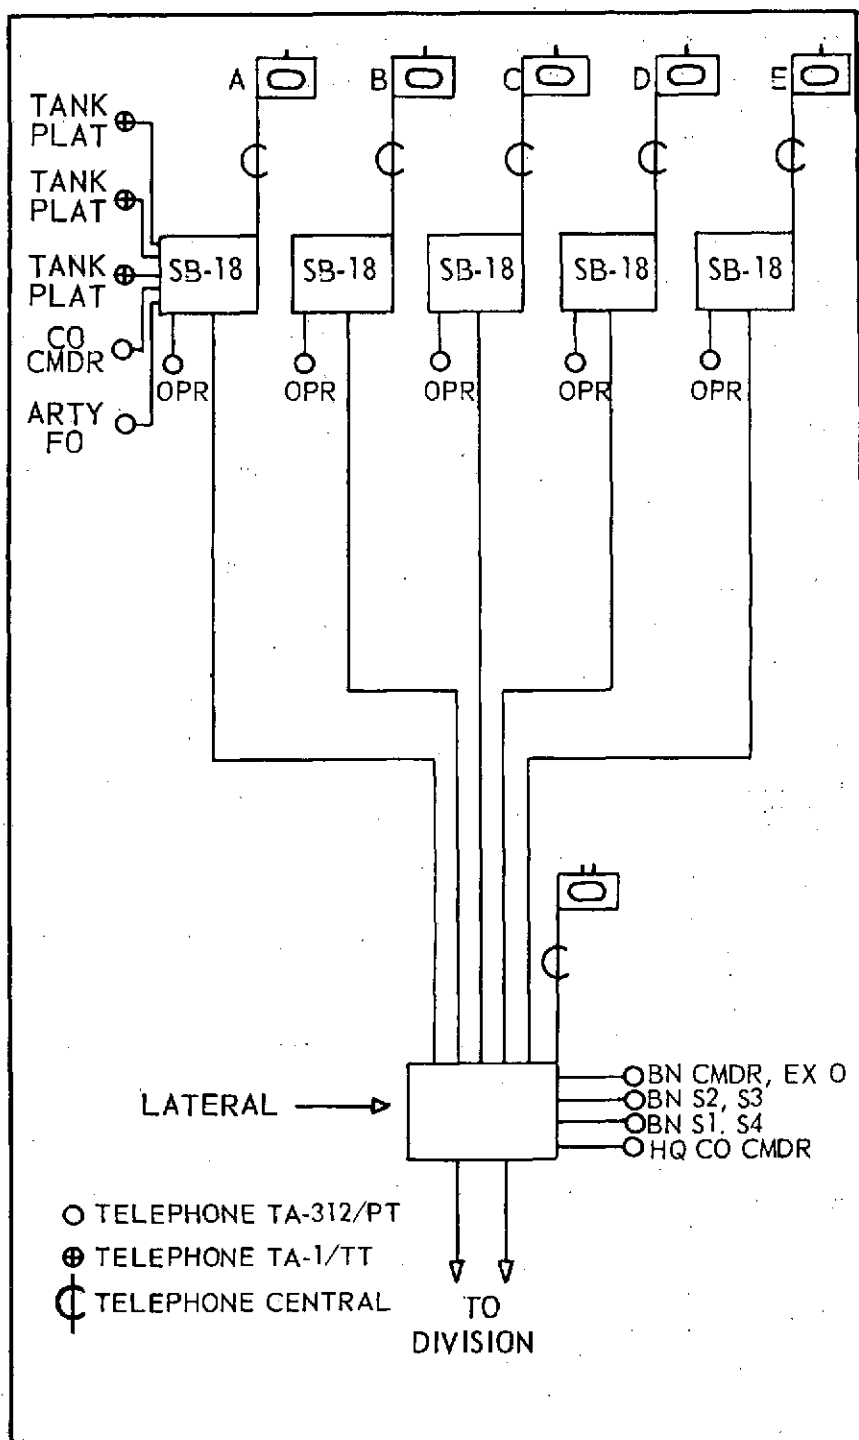 A B C D E
TANK
PLAT
TANK
PLAT
TANK
PLAT
CO
CMDR
ARTY
FO
SB-18 SB-18 SB-18 SB-18 SB-18
OPR OPR OPR OPR OPR
LATERAL
BN CMDR, EX O
BN S2, S3
BN S1, S4
HQ CO CMDR
TELEPHONE TA-312/PT
TELEPHONE TA-1/TT
TELEPHONE CENTRAL
TO
DIVISION